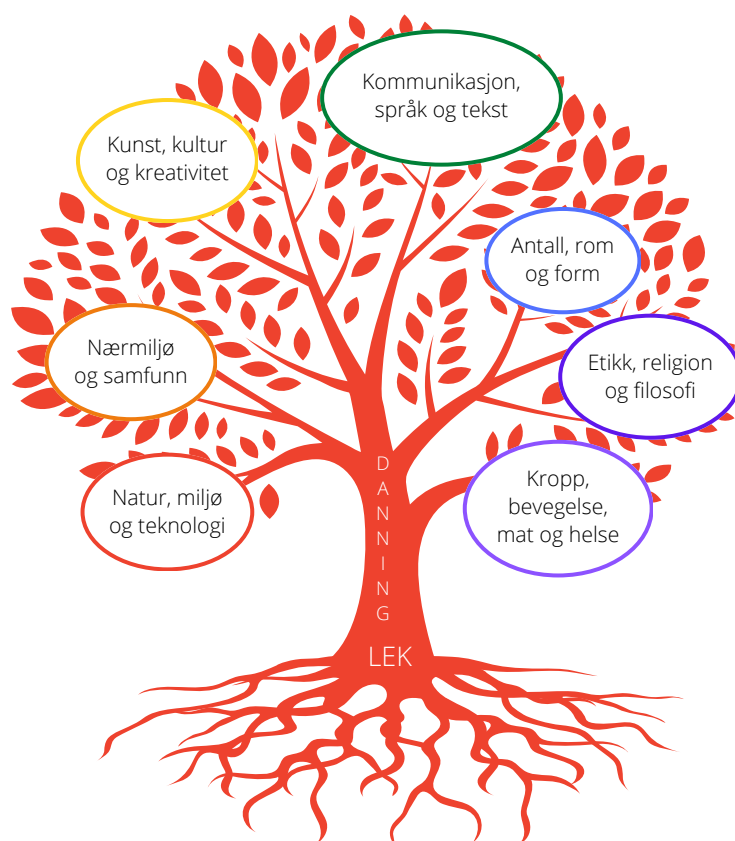 Kommunikasjon,
språk og tekst
Kunst, kultur
og kreativitet
Antall, rom
og form
Nærmiljø
og samfunn
Etikk, religion
og filosofi
Natur, miljø
og teknologi
Kropp,
bevegelse,
mat og helse
DANNING
LEK